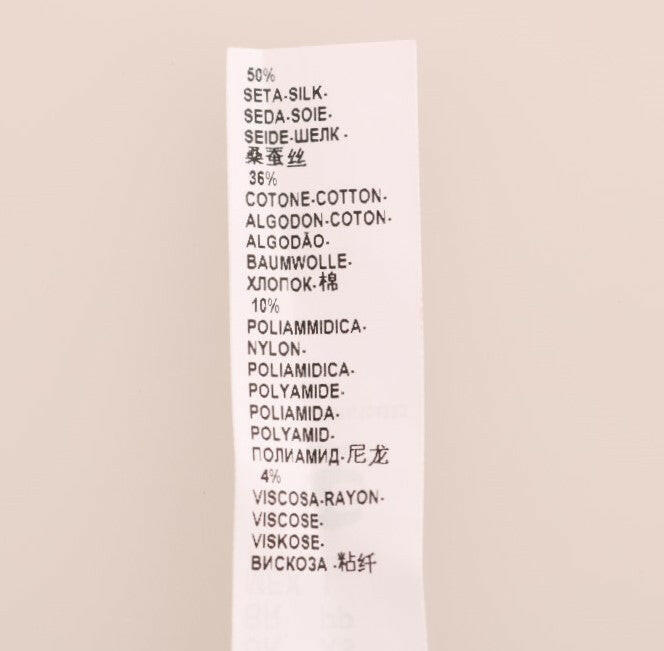 50%
SETA-SILK-
SEDA-SOIE-
SEIDE-ШЕЛК -
桑蚕丝
36%
COTONE-COTTON-
ALGODON-COTON-
ALGODÃO-
BAUMWOLLE-
ХЛОПОК-棉
10%
POLIAMMIDICA-
NYLON-
POLIAMIDICA-
POLYAMIDE-
POLIAMIDA-
POLYAMID-
ПОЛИАМИД-尼龙
4%
VISCOSA-RAYON-
VISCOSE-
VISKOSE-
ВИСКОЗА -粘纤